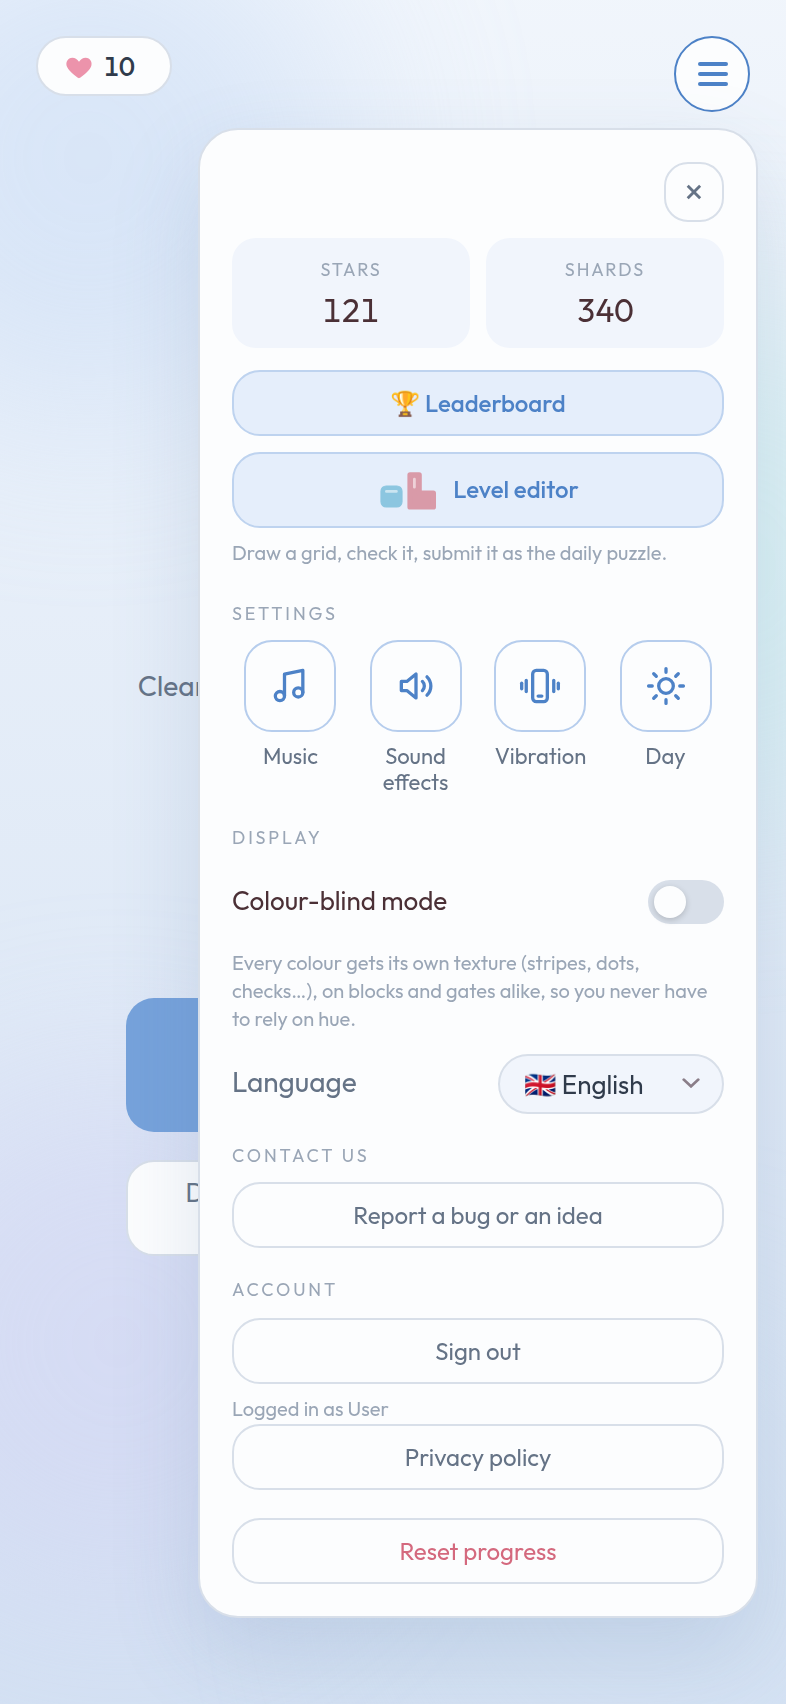 10
×
STARS
121
SHARDS
340
🏆 Leaderboard
Level editor
Draw a grid, check it, submit it as the daily puzzle.
SETTINGS
Music
Sound
effects
Vibration
Day
Clear
DISPLAY
Colour-blind mode
Every colour gets its own texture (stripes, dots,
checks…), on blocks and gates alike, so you never have
to rely on hue.
Language
🇬🇧 English
CONTACT US
Report a bug or an idea
D
ACCOUNT
Sign out
Logged in as User
Privacy policy
Reset progress